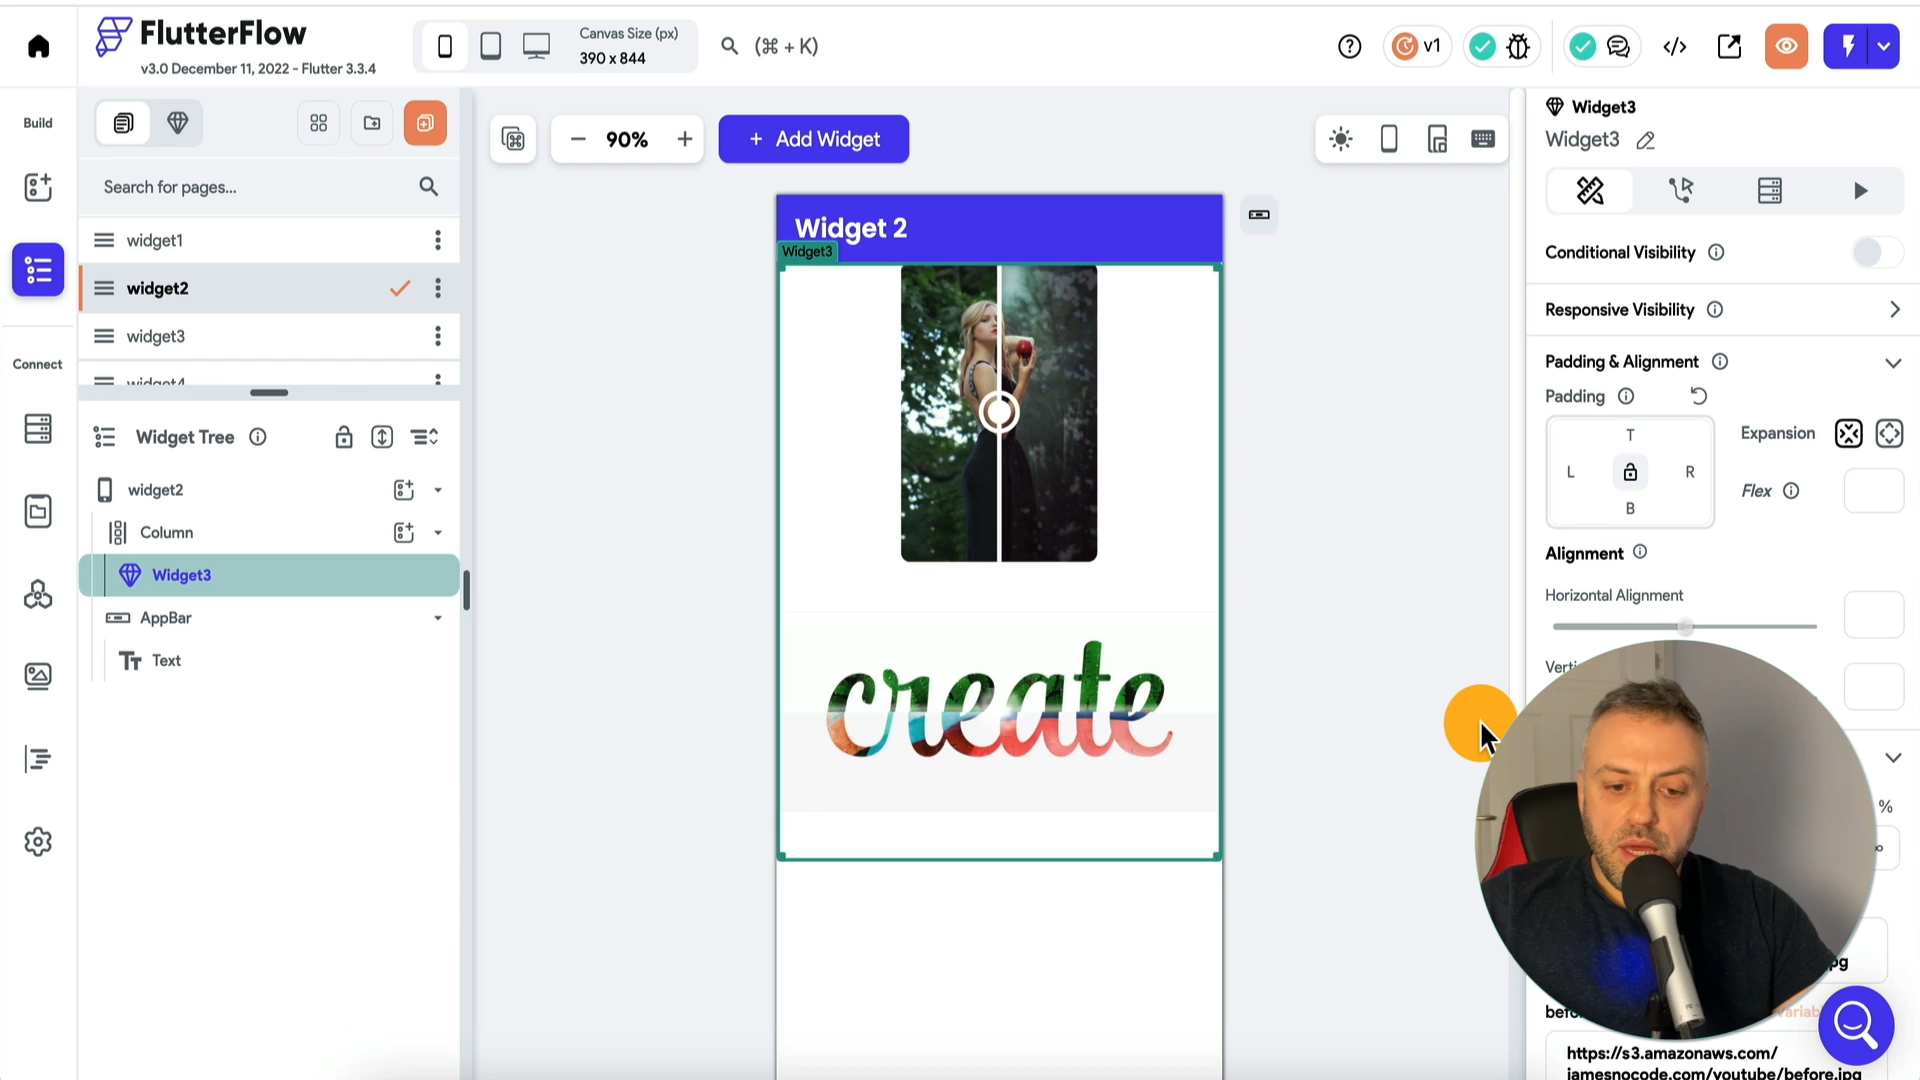 FlutterFlow
v3.0 December 11, 2022 - Flutter 3.3.4
Canvas Size (px)
390 x 844
(⌘ + K)
v1
Build
Connect
Search for pages...
widget1
widget2
widget3
widget4
Widget Tree
widget2
Column
Widget3
AppBar
Text
90%
+ Add Widget
Widget 2
Widget3
create
Widget3
Widget3
Conditional Visibility
Responsive Visibility
Padding & Alignment
Padding
T
L
R
B
Expansion
Flex
Alignment
Horizontal Alignment
%
https://s3.amazonaws.com/
jamesnocode.com/youtube/before.jpg